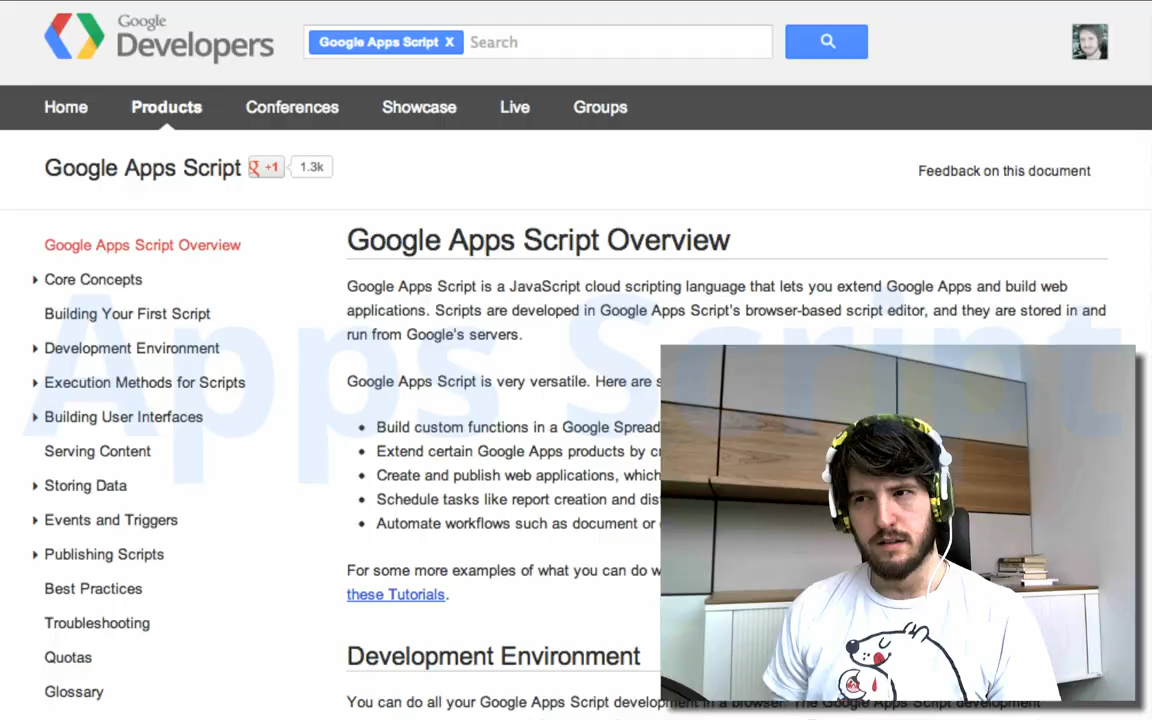 Google
Developers
Google Apps Script X Search
Home Products Conferences Showcase Live Groups
Google Apps Script
g +1 1.3k
Feedback on this document
Google Apps Script Overview
Core Concepts
Building Your First Script
Development Environment
Execution Methods for Scripts
Building User Interfaces
Serving Content
Storing Data
Events and Triggers
Publishing Scripts
Best Practices
Troubleshooting
Quotas
Glossary
Google Apps Script Overview
Google Apps Script is a JavaScript cloud scripting language that lets you extend Google Apps and build web
applications. Scripts are developed in Google Apps Script's browser-based script editor, and they are stored in and
run from Google's servers.
Google Apps Script is very versatile. Here are
Build custom functions in a Google
Extend certain Google Apps products by
Create and publish web applications, which
Schedule tasks like report creation and
Automate workflows such as document or
For some more examples of what you can do
these Tutorials.
Development Environment
You can do all your Google Apps Script development in a browser. The Google Apps Script development
Apps Script